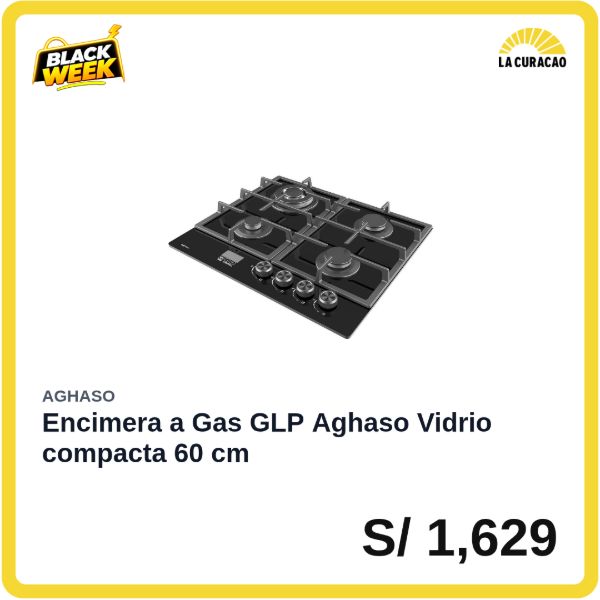 BLACK
WEEK
LA CURACAO
AGHASO
Encimera a Gas GLP Aghaso Vidrio
compacta 60 cm
S/ 1,629